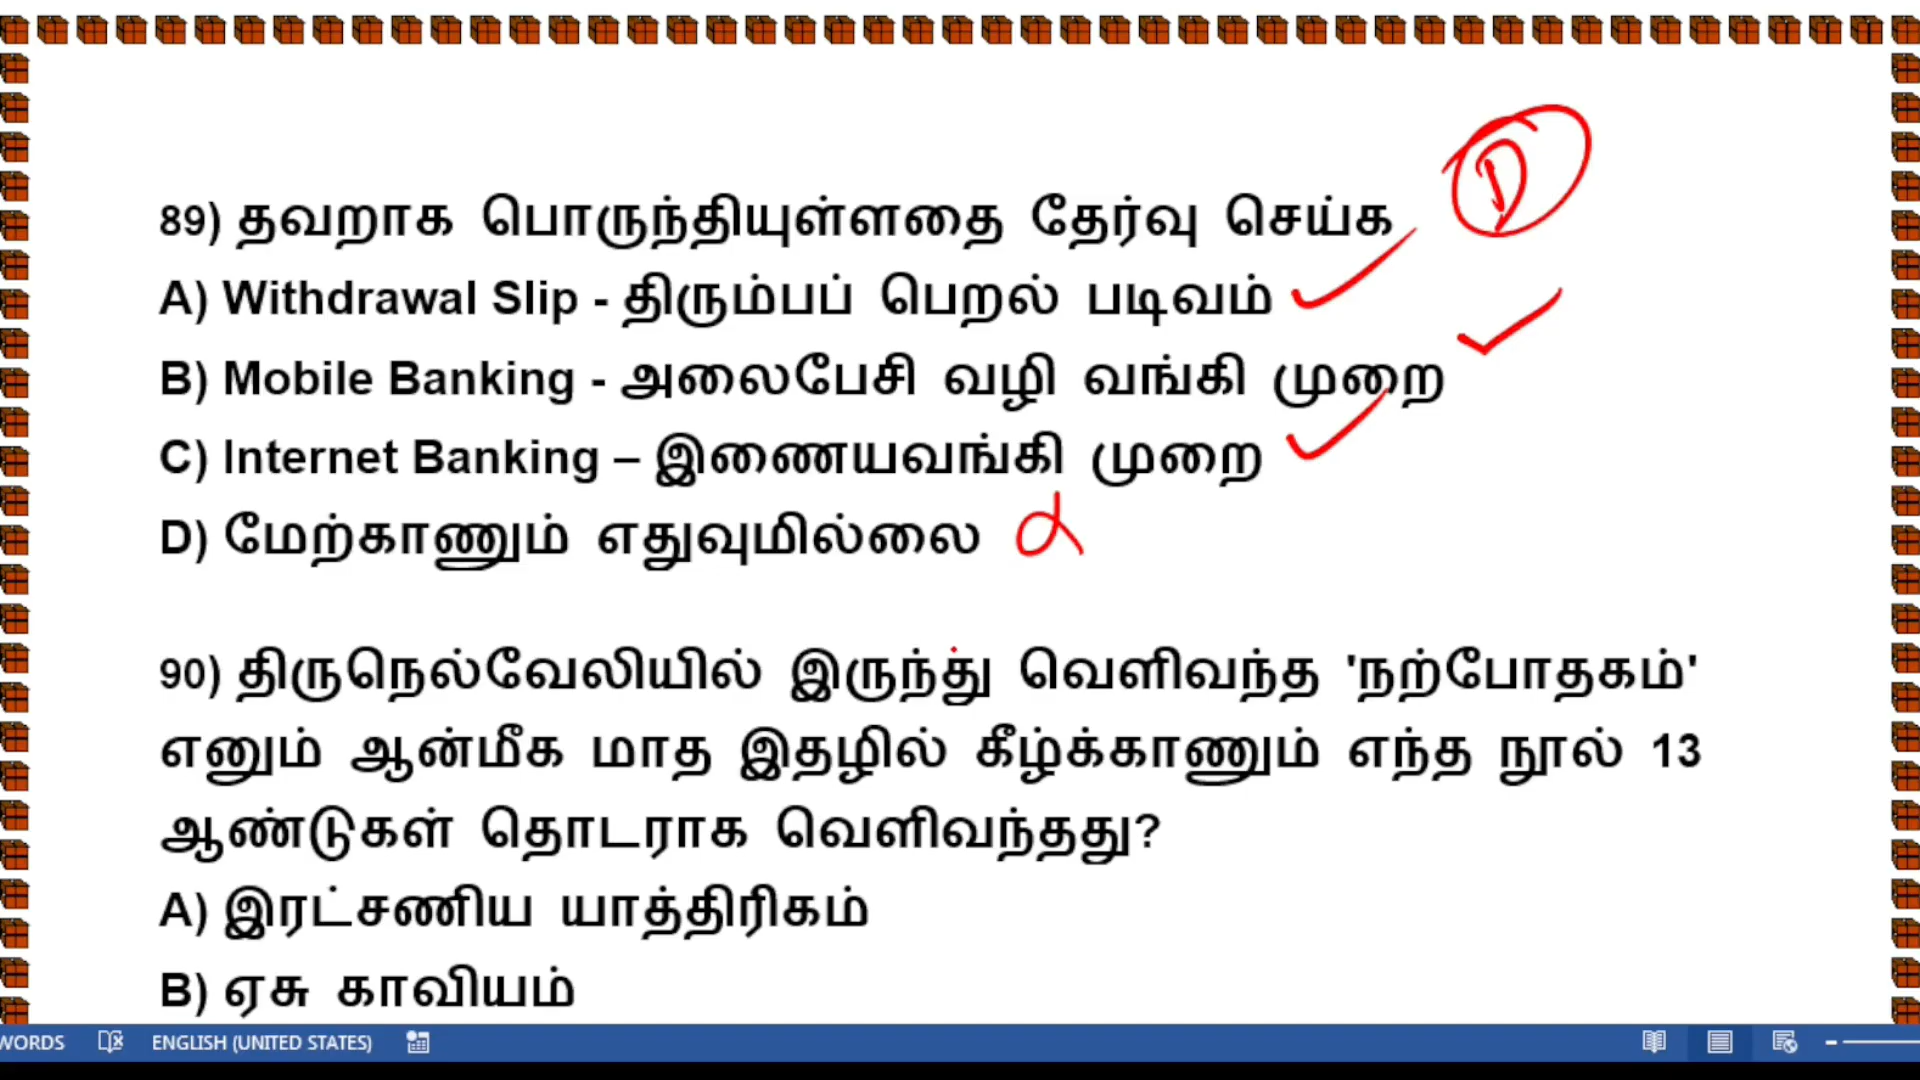 89) தவறாக பொருந்தியுள்ளதை தேர்வு செய்க
D
A) Withdrawal Slip - திரும்பப் பெறல் படிவம்
B) Mobile Banking - அலைபேசி வழி வங்கி முறை
C) Internet Banking – இணையவங்கி முறை
D) மேற்காணும் எதுவுமில்லை
90) திருநெல்வேலியில் இருந்து வெளிவந்த 'நற்போதகம்'
எனும் ஆன்மீக மாத இதழில் கீழ்க்காணும் எந்த நூல் 13
ஆண்டுகள் தொடராக வெளிவந்தது?
A) இரட்சணிய யாத்திரிகம்
B) ஏசு காவியம்
WORDS ENGLISH (UNITED STATES)